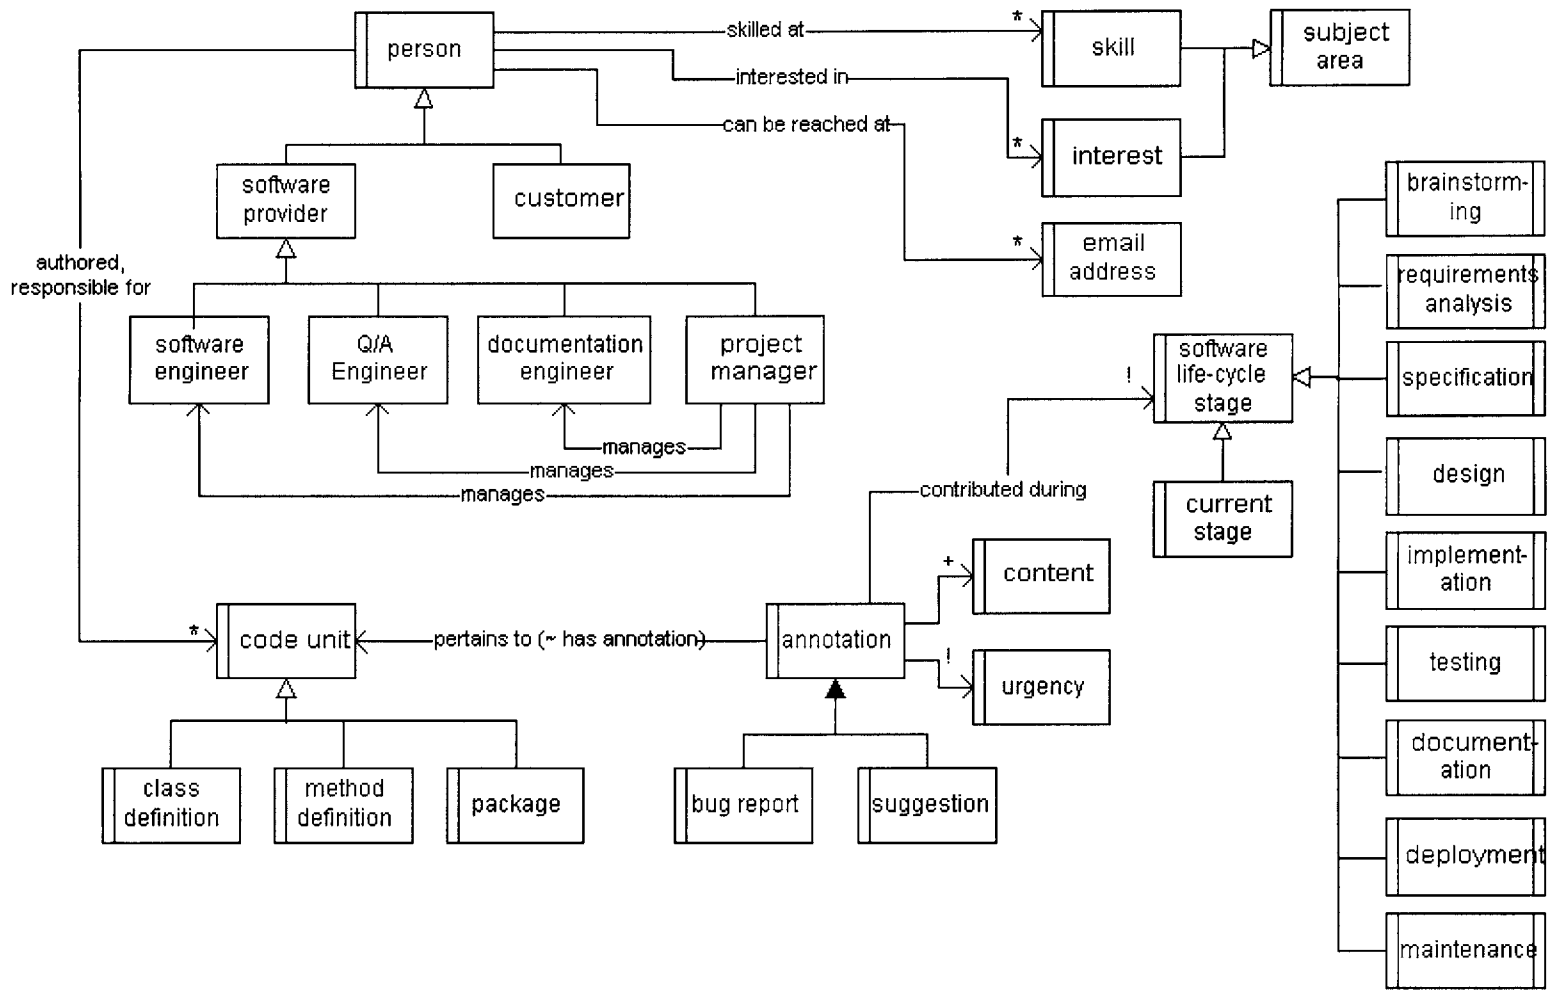 person
skilled at
*
skill
subject
area
interested in
can be reached at
*
interest
software
provider
customer
*
email
address
brainstorm-
ing
authored,
responsible for
requirements
analysis
software
engineer
Q/A
Engineer
documentation
engineer
project
manager
!
software
life-cycle
stage
specification
manages
manages
manages
contributed during
current
stage
design
+
content
implement-
ation
*
code unit
pertains to (~ has annotation)
annotation
!
urgency
testing
class
definition
method
definition
package
bug report
suggestion
document-
ation
deployment
maintenance